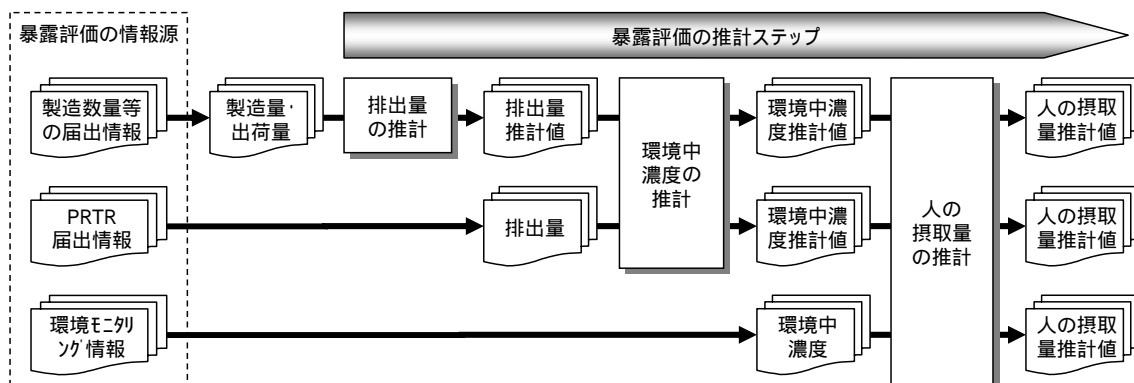 暴露評価の情報源
暴露評価の推計ステップ
製造数量等
の届出情報
製造量・
出荷量
排出量
の推計
排出量
推計値
環境中
濃度の
推計
環境中濃
度推計値
人の
摂取量
の推計
人の摂取
量推計値
PRTR
届出情報
排出量
環境中濃
度推計値
人の摂取
量推計値
環境ﾓﾆﾀﾘ
ﾝｸﾞ情報
環境中
濃度
人の摂取
量推計値